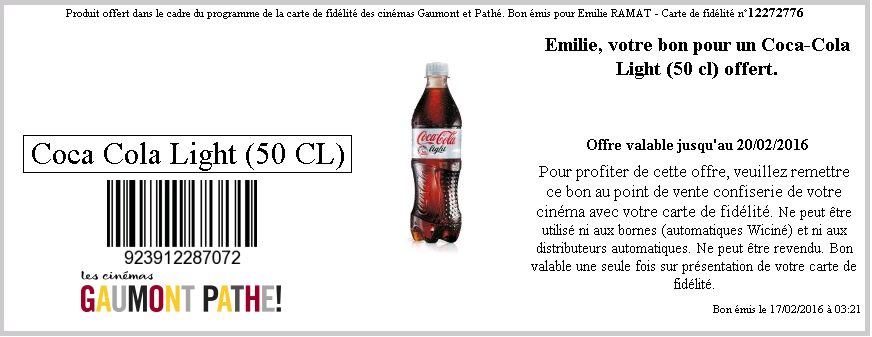 Produit offert dans le cadre du programme de la carte de fidélité des cinémas Gaumont et Pathé. Bon émis pour Emilie RAMAT - Carte de fidélité n°12272776
Emilie, votre bon pour un Coca-Cola
Light (50 cl) offert.
Coca Cola Light (50 CL)
923912287072
les cinémas
GAUMONT PATHE!
Coca-Cola
light
Offre valable jusqu'au 20/02/2016
Pour profiter de cette offre, veuillez remettre
ce bon au point de vente confiserie de votre
cinéma avec votre carte de fidélité. Ne peut être
utilisé ni aux bornes (automatiques Wiciné) et ni aux
distributeurs automatiques. Ne peut être revendu. Bon
valable une seule fois sur présentation de votre carte de
fidélité.
Bon émis le 17/02/2016 à 03:21